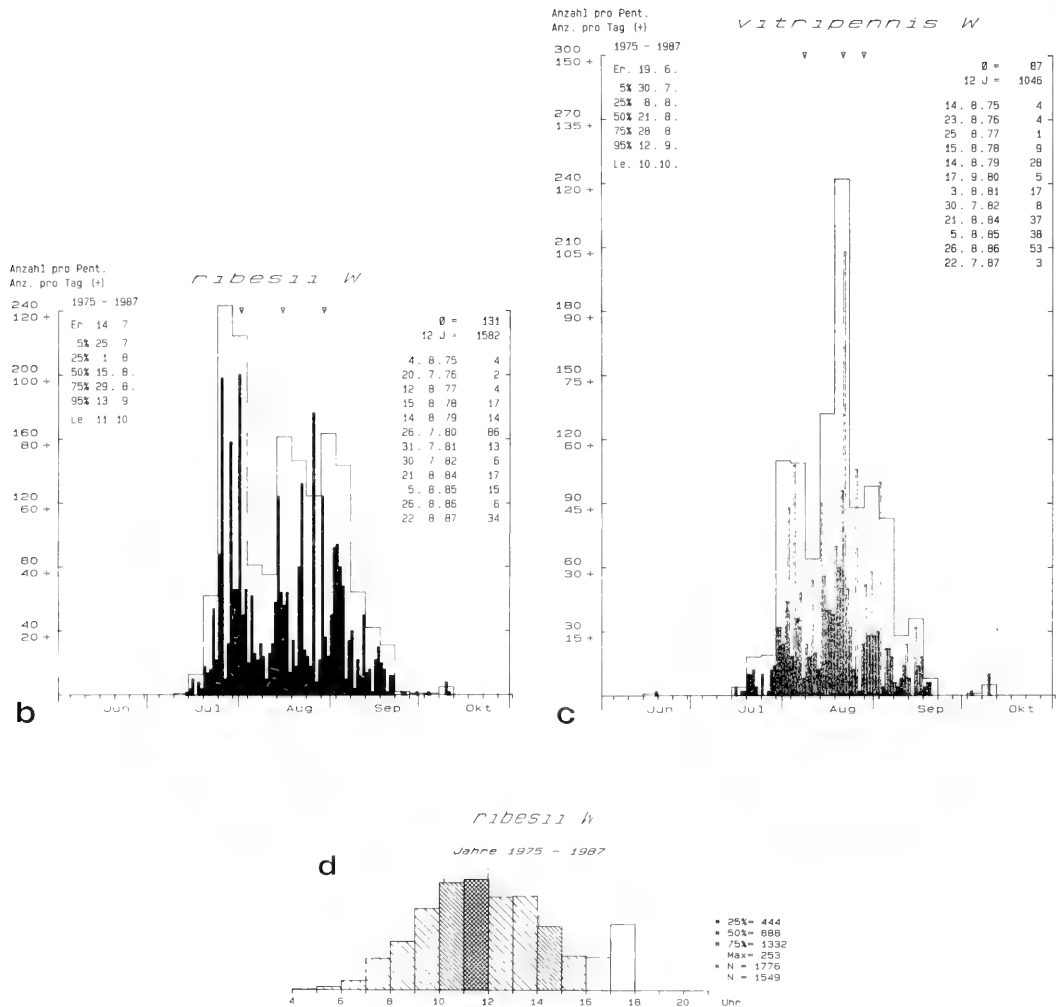 Anzahl pro Pent.
Anz. pro Tag (+)
vitripennis W
1975 - 1987
300
150 +
Er. 19. 6.
5% 30. 7.
25% 8. 8.
50% 21. 8.
75% 28 8
95% 12. 9.
Le. 10.10.
Ø = 87
12 J = 1046
14. 8.75 4
23. 8.76 4
25 8.77 1
15. 8.78 9
14. 8.79 28
17. 9.80 5
3. 8.81 17
30. 7.82 8
21. 8.84 37
5. 8.85 38
26. 8.86 53
22. 7.87 3
270
135 +
240
120 +
210
105 +
180
90 +
150
75 +
120
60 +
90
45 +
60
30 +
30
15 +
Jun Jul Aug Sep Okt
c
Anzahl pro Pent.
Anz. pro Tag (+)
ribesii W
1975 - 1987
240
120 +
Er 14 7
5% 25 7
25% 1 8
50% 15. 8.
75% 29. 8.
95% 13 9
Le 11 10
Ø = 131
12 J = 1582
4. 8.75 4
20. 7.76 2
12 8 77 4
15 8 78 17
14 8 79 14
26. 7.80 86
31. 7.81 13
30 7 82 6
21 8 84 17
5. 8.85 15
26. 8.86 6
22 8 87 34
200
100 +
160
80 +
120
60 +
80
40 +
40
20 +
Jun Jul Aug Sep Okt
b
ribesii W
Jahre 1975 - 1987
d
* 25%= 444
* 50%= 888
* 75%= 1332
Max= 253
* N = 1776
N = 1549
4 6 8 10 12 14 16 18 20 Uhr